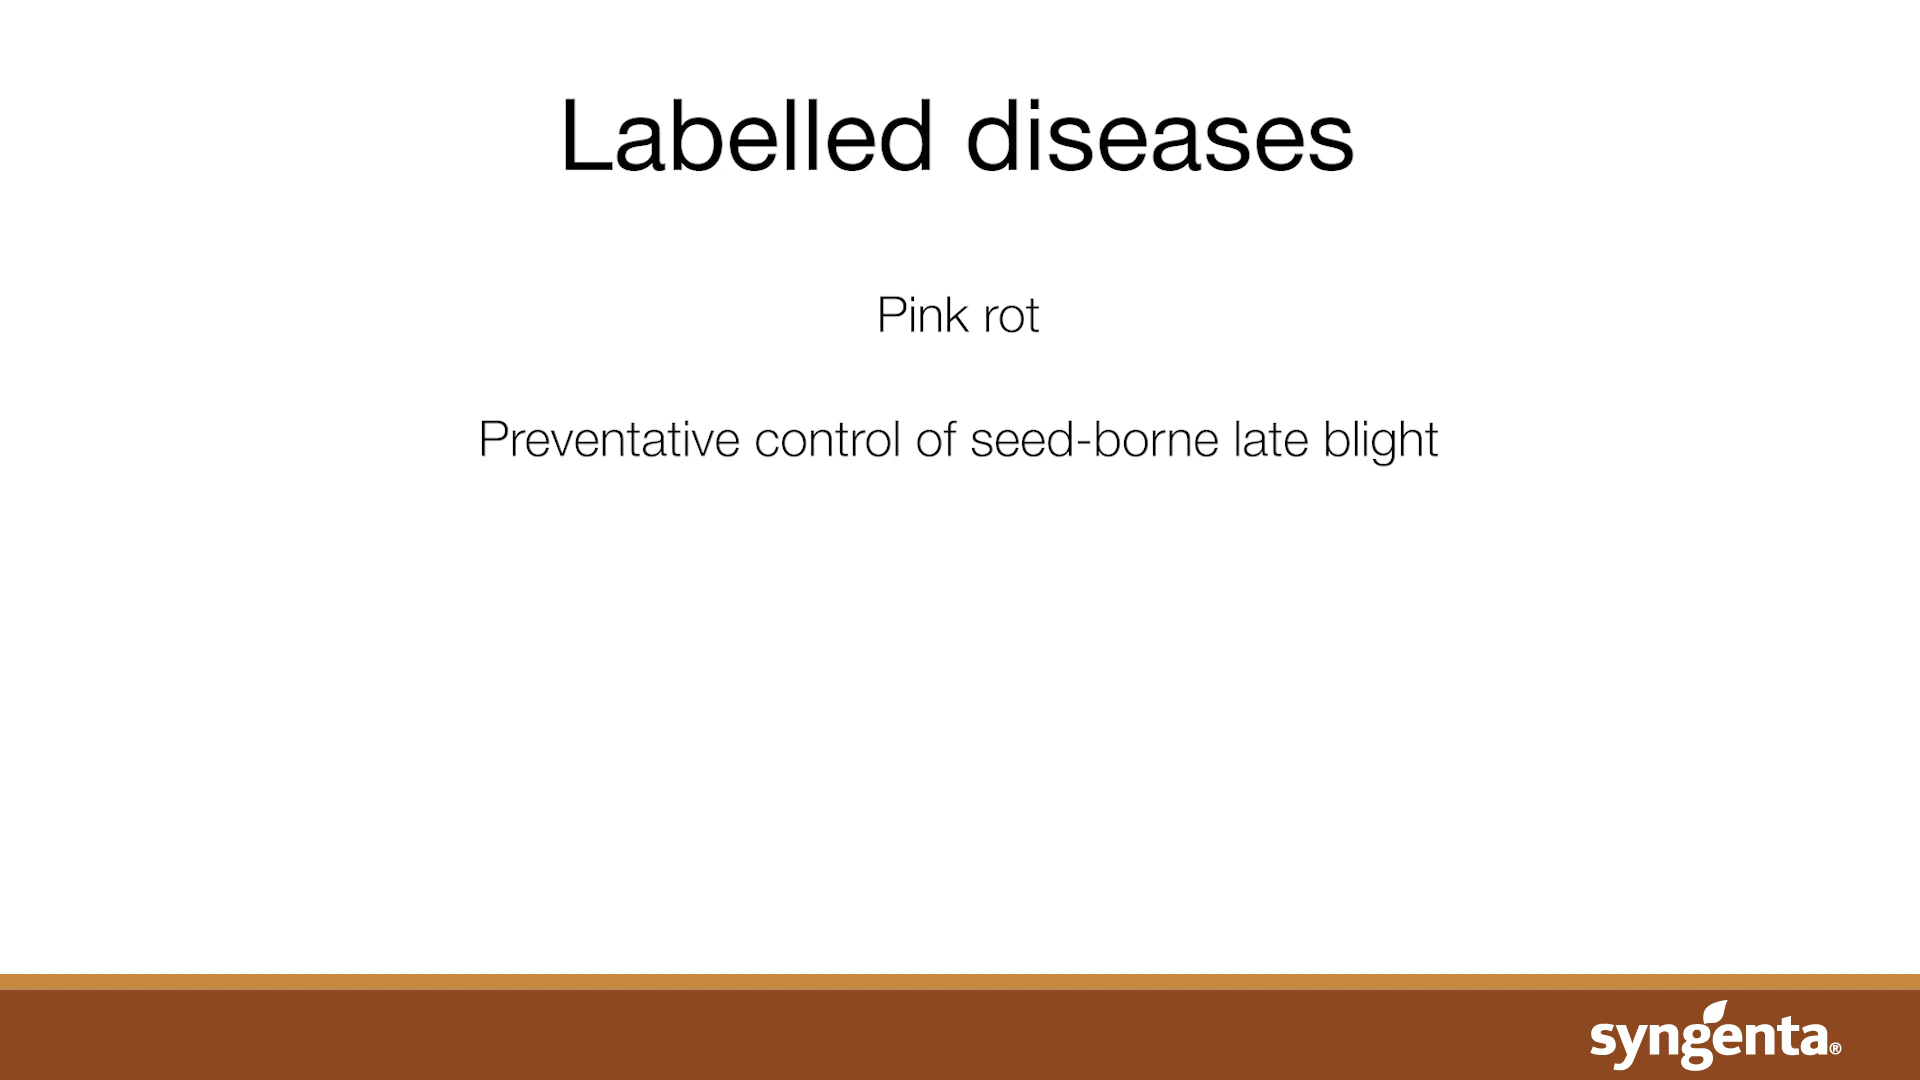 Labelled diseases
Pink rot
Preventative control of seed-borne late blight
syngenta®